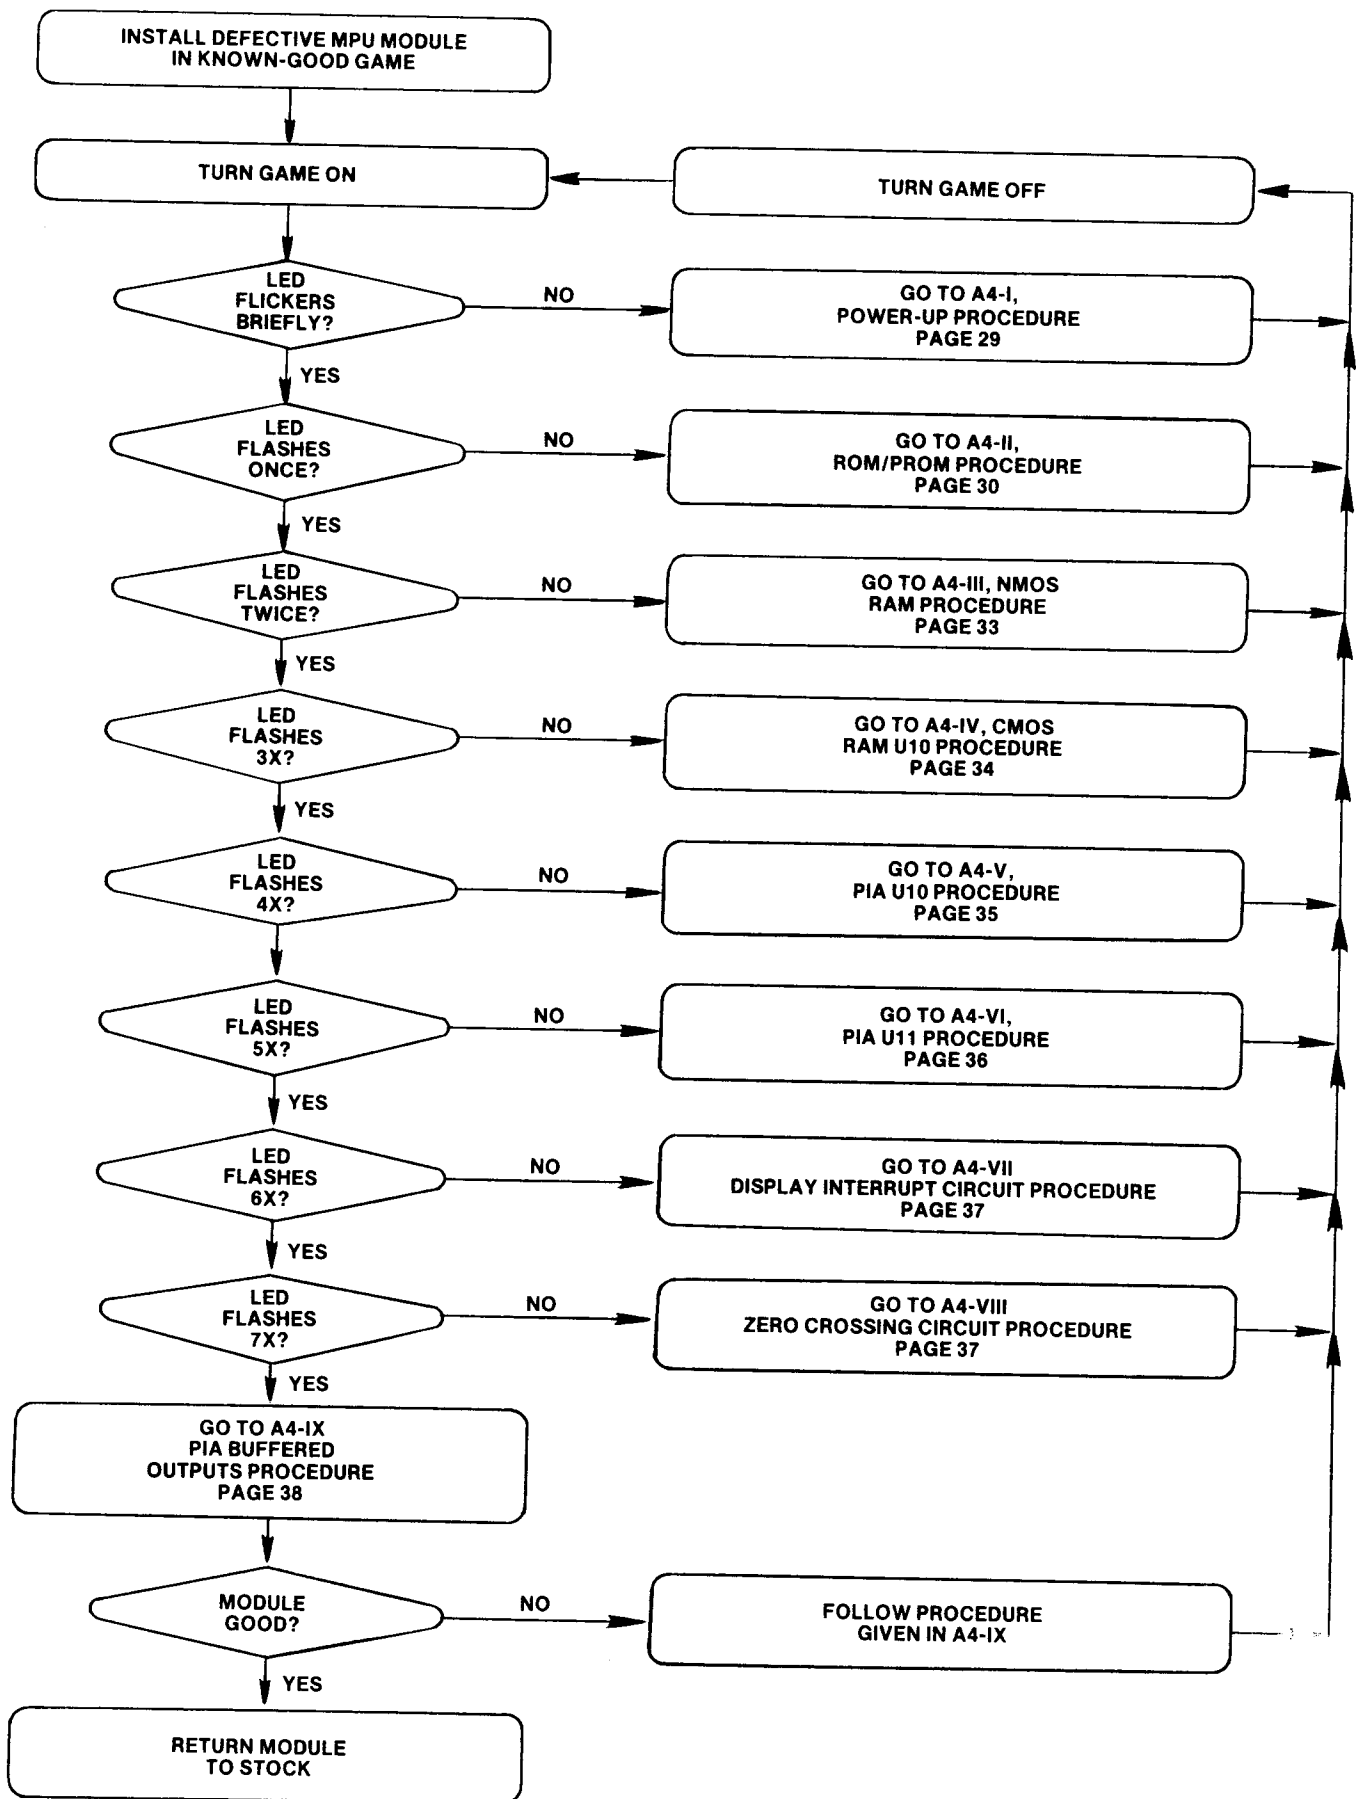 INSTALL DEFECTIVE MPU MODULE
IN KNOWN-GOOD GAME
TURN GAME ON
TURN GAME OFF
LED
FLICKERS
BRIEFLY?
NO
GO TO A4-I,
POWER-UP PROCEDURE
PAGE 29
YES
LED
FLASHES
ONCE?
NO
GO TO A4-II,
ROM/PROM PROCEDURE
PAGE 30
YES
LED
FLASHES
TWICE?
NO
GO TO A4-III, NMOS
RAM PROCEDURE
PAGE 33
YES
LED
FLASHES
3X?
NO
GO TO A4-IV, CMOS
RAM U10 PROCEDURE
PAGE 34
YES
LED
FLASHES
4X?
NO
GO TO A4-V,
PIA U10 PROCEDURE
PAGE 35
LED
FLASHES
5X?
NO
GO TO A4-VI,
PIA U11 PROCEDURE
PAGE 36
YES
LED
FLASHES
6X?
NO
GO TO A4-VII
DISPLAY INTERRUPT CIRCUIT PROCEDURE
PAGE 37
YES
LED
FLASHES
7X?
NO
GO TO A4-VIII
ZERO CROSSING CIRCUIT PROCEDURE
PAGE 37
YES
GO TO A4-IX
PIA BUFFERED
OUTPUTS PROCEDURE
PAGE 38
MODULE
GOOD?
NO
FOLLOW PROCEDURE
GIVEN IN A4-IX
YES
RETURN MODULE
TO STOCK